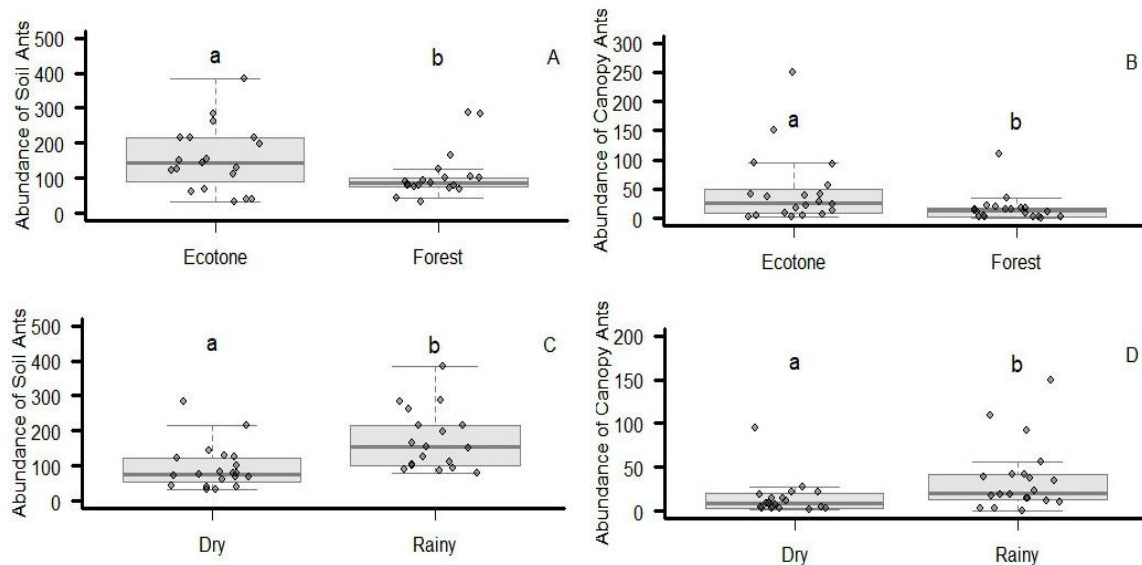 Abundance of Soil Ants
500
400
300
200
100
0
a
b
A
Ecotone
Forest
Abundance of Canopy Ants
300
250
200
150
100
50
0
a
b
B
Ecotone
Forest
Abundance of Soil Ants
500
400
300
200
100
0
a
b
C
Dry
Rainy
Abundance of Canopy Ants
200
150
100
50
0
a
b
D
Dry
Rainy